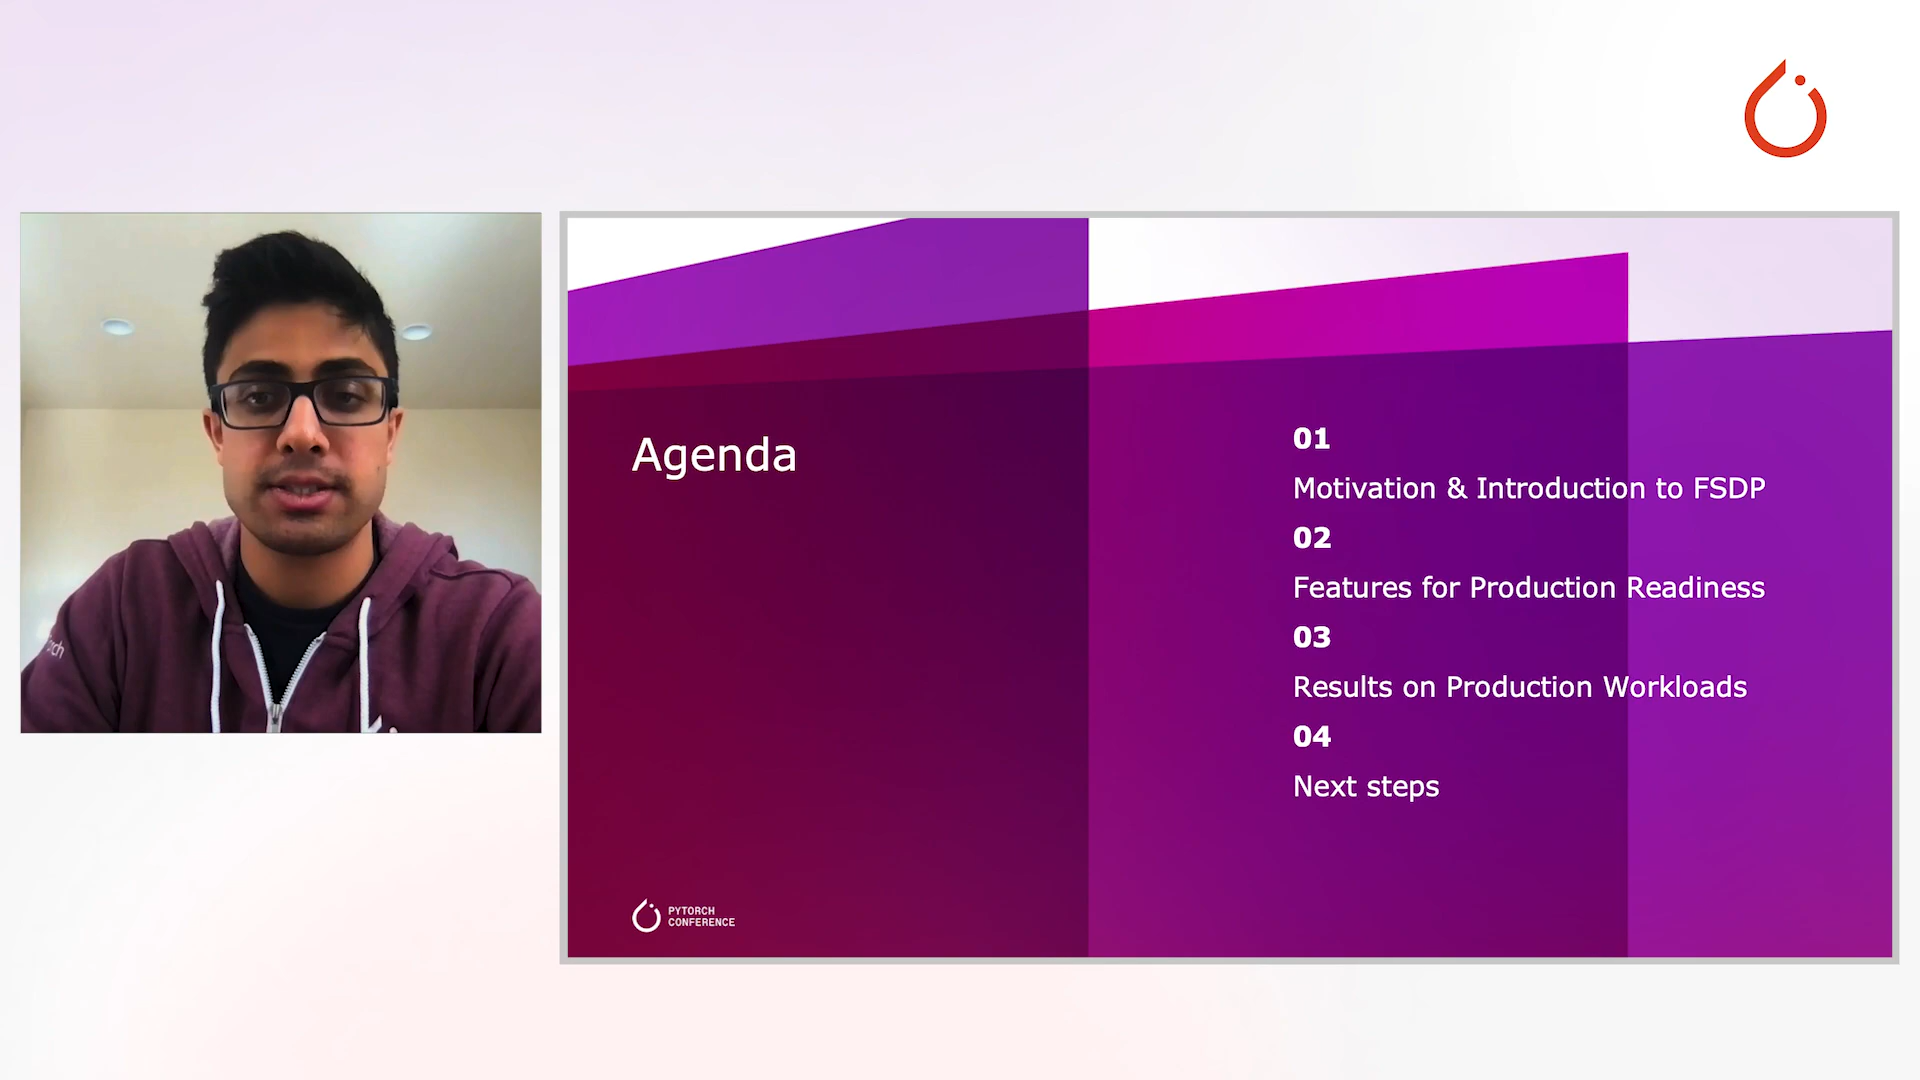 Agenda
01
Motivation & Introduction to FSDP
02
Features for Production Readiness
03
Results on Production Workloads
04
Next steps
PYTORCH
CONFERENCE